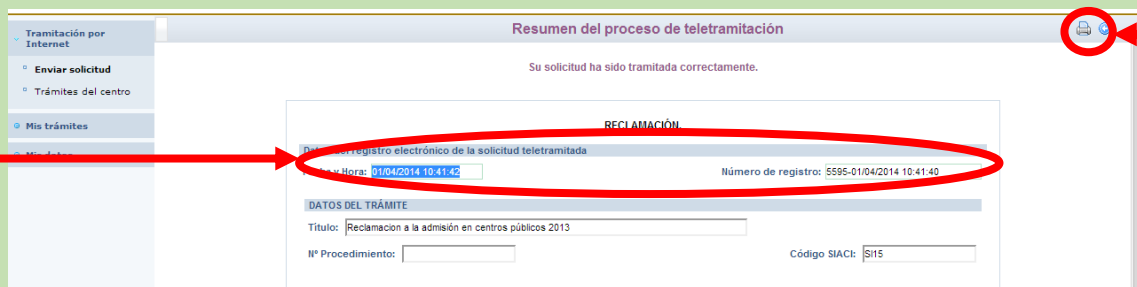 Tramitación por
Internet
Enviar solicitud
Trámites del centro
Mis trámites
Resumen del proceso de teletramitación
Su solicitud ha sido tramitada correctamente.
RECLAMACIÓN
del registro electrónico de la solicitud teletramitada
Hora: 01/04/2014 10:41:42 Número de registro: 5595-01/04/2014 10:41:40
DATOS DEL TRÁMITE
Título: Reclamacion a la admisión en centros públicos 2013
Nº Procedimiento: Código SIACI: SI15